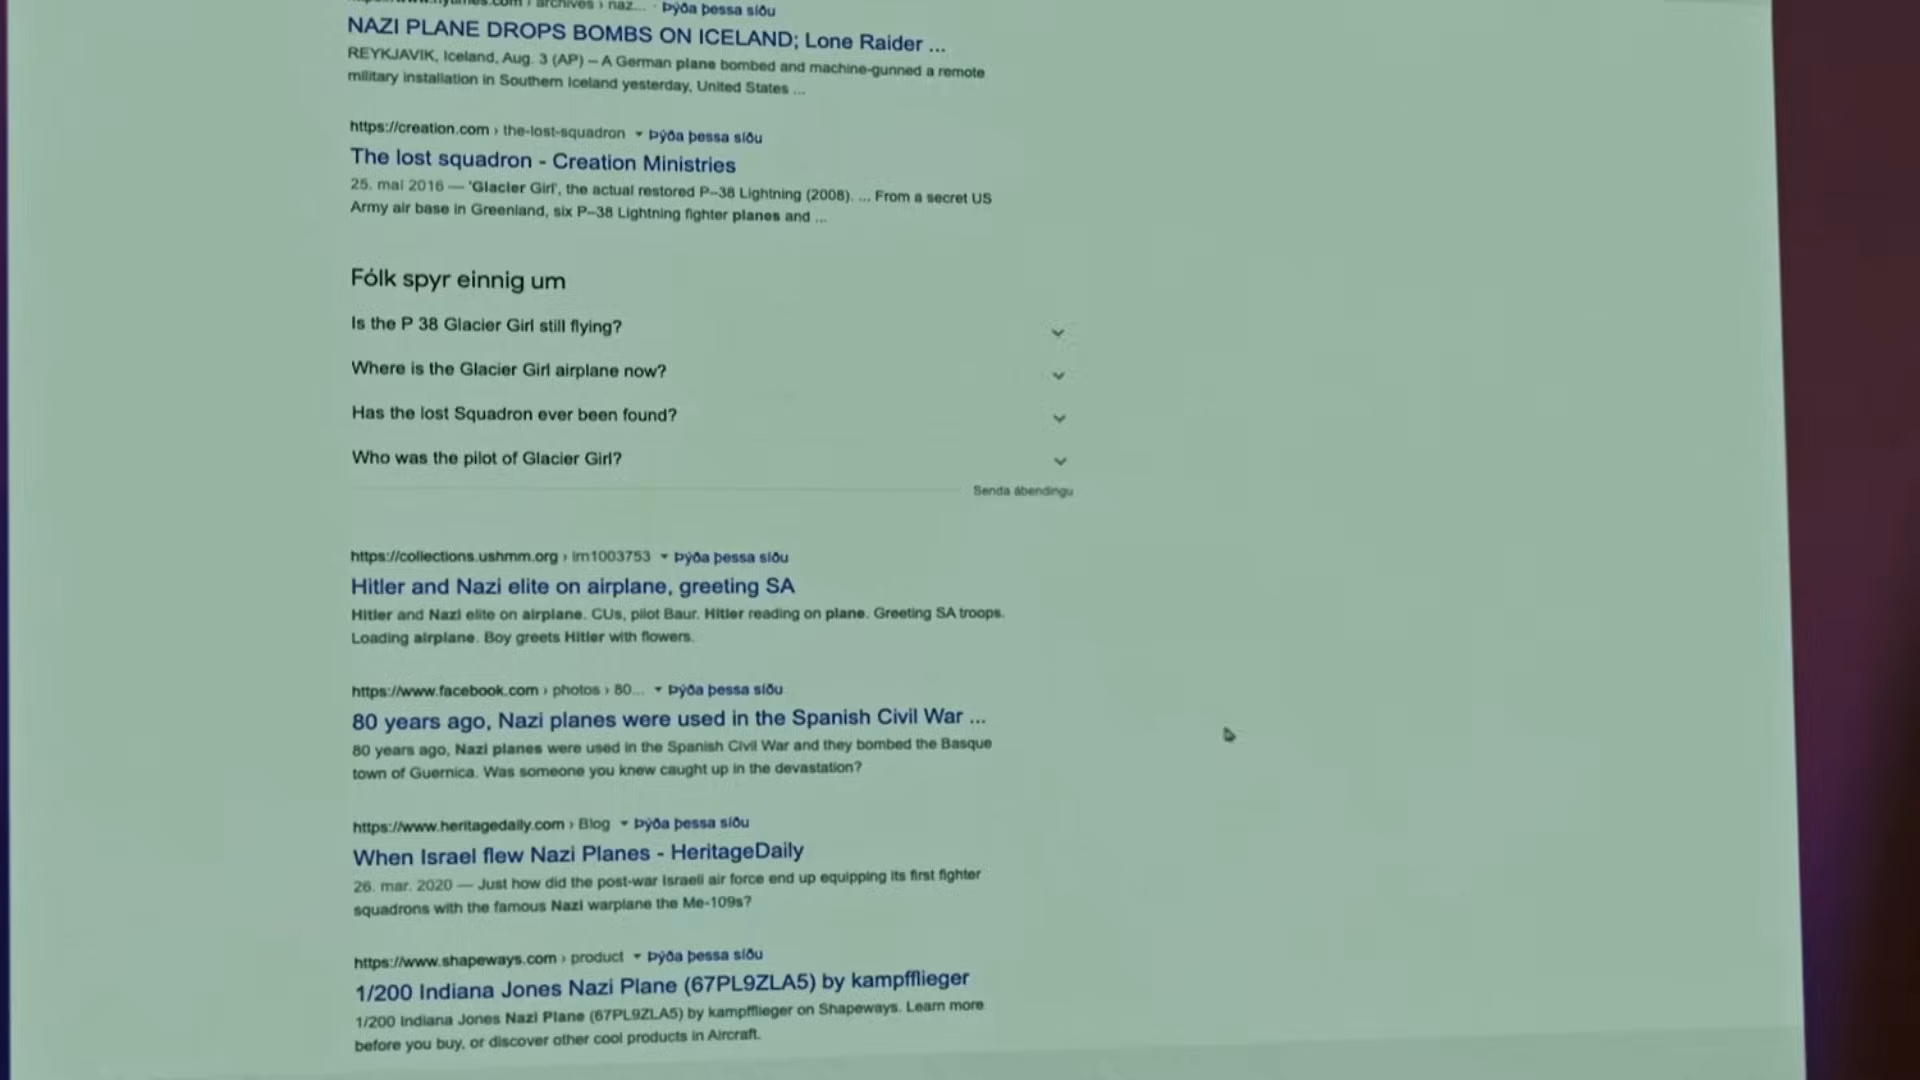 archives › naz... · Þýða þessa síðu
NAZI PLANE DROPS BOMBS ON ICELAND; Lone Raider ...
REYKJAVIK, Iceland, Aug. 3 (AP) — A German plane bombed and machine-gunned a remote
military installation in Southern Iceland yesterday, United States ...
https://creation.com › the-lost-squadron ▾ Þýða þessa síðu
The lost squadron - Creation Ministries
25. maí 2016 — 'Glacier Girl', the actual restored P–38 Lightning (2008). ... From a secret US
Army air base in Greenland, six P–38 Lightning fighter planes and ...
Fólk spyr einnig um
Is the P 38 Glacier Girl still flying?
Where is the Glacier Girl airplane now?
Has the lost Squadron ever been found?
Who was the pilot of Glacier Girl?
Senda ábendingu
https://collections.ushmm.org › irn1003753 ▾ Þýða þessa síðu
Hitler and Nazi elite on airplane, greeting SA
Hitler and Nazi elite on airplane. CUs, pilot Baur. Hitler reading on plane. Greeting SA troops.
Loading airplane. Boy greets Hitler with flowers.
https://www.facebook.com › photos › 80... ▾ Þýða þessa síðu
80 years ago, Nazi planes were used in the Spanish Civil War ...
80 years ago, Nazi planes were used in the Spanish Civil War and they bombed the Basque
town of Guernica. Was someone you knew caught up in the devastation?
https://www.heritagedaily.com › Blog ▾ Þýða þessa síðu
When Israel flew Nazi Planes - HeritageDaily
26. mar. 2020 — Just how did the post-war Israeli air force end up equipping its first fighter
squadrons with the famous Nazi warplane the Me-109s?
https://www.shapeways.com › product ▾ Þýða þessa síðu
1/200 Indiana Jones Nazi Plane (67PL9ZLA5) by kampfflieger
1/200 Indiana Jones Nazi Plane (67PL9ZLA5) by kampfflieger on Shapeways. Learn more
before you buy, or discover other cool products in Aircraft.